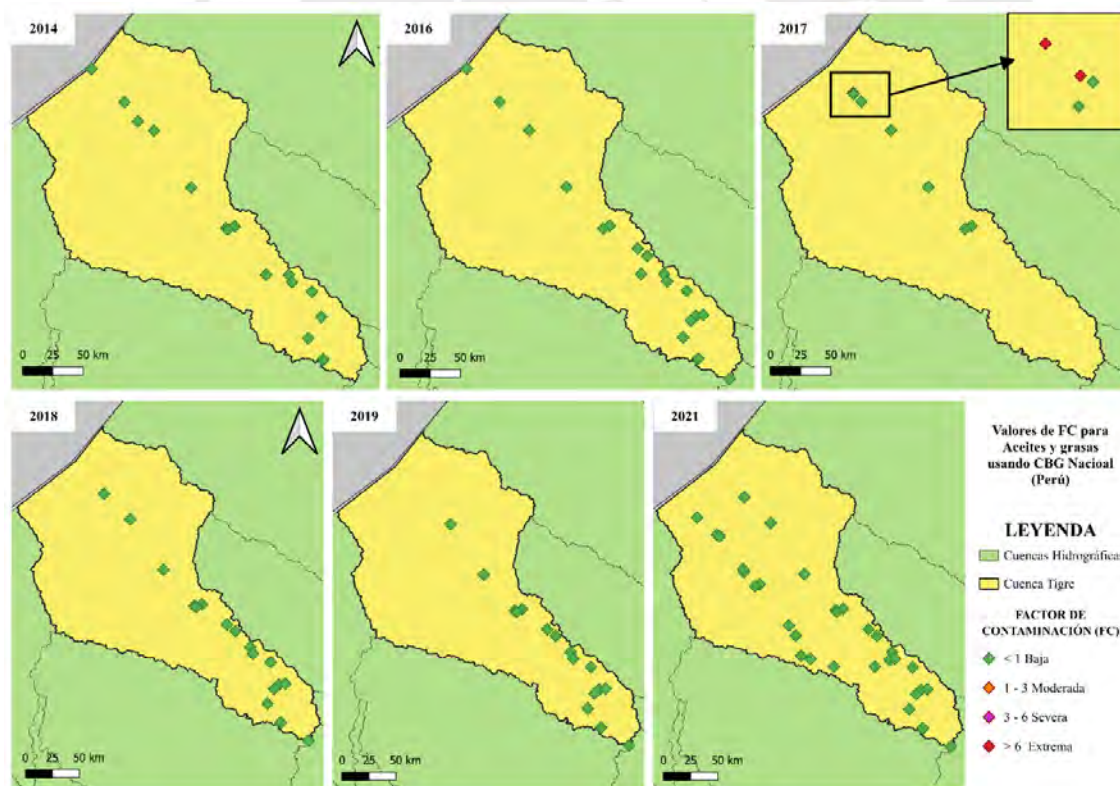 2014
2016
2017
0 25 50 km
0 25 50 km
0 25 50 km
2018
2019
2021
0 25 50 km
0 25 50 km
0 25 50 km
Valores de FC para
Aceites y grasas
usando CBG Nacioal
(Perú)
LEYENDA
Cuencas Hidrográficas
Cuenca Tigre
FACTOR DE
CONTAMINACIÓN (FC)
< 1 Baja
1 - 3 Moderada
3 - 6 Severa
> 6 Extrema